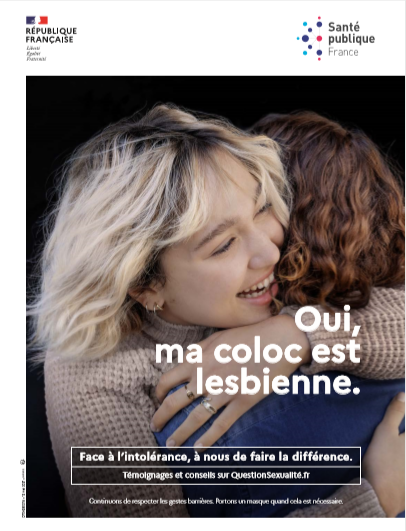 RÉPUBLIQUE
FRANÇAISE
Liberté
Égalité
Fraternité
Santé
publique
France
Oui,
ma coloc est
lesbienne.
Face à l'intolérance, à nous de faire la différence.
Témoignages et conseils sur QuestionSexualité.fr
Continuons de respecter les gestes barrières. Portons un masque quand cela est nécessaire.